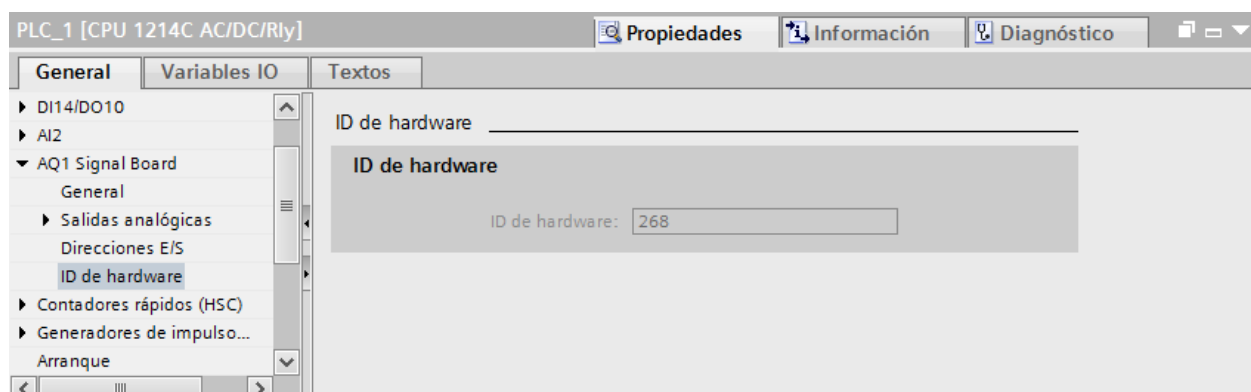 PLC_1 [CPU 1214C AC/DC/Rly]
Propiedades
Información
Diagnóstico
General
Variables IO
Textos
DI14/DO10
AI2
AQ1 Signal Board
General
Salidas analógicas
Direcciones E/S
ID de hardware
Contadores rápidos (HSC)
Generadores de impulso...
Arranque
ID de hardware
ID de hardware
ID de hardware: 268